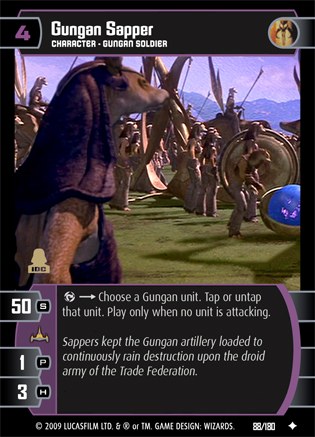 4
Gungan Sapper
CHARACTER - GUNGAN SOLDIER
IDC
50 S
1 P
3 H
Choose a Gungan unit. Tap or untap
that unit. Play only when no unit is attacking.
Sappers kept the Gungan artillery loaded to
continuously rain destruction upon the droid
army of the Trade Federation.
© 2009 LUCASFILM LTD. & ® or TM. GAME DESIGN: WIZARDS.
88/180